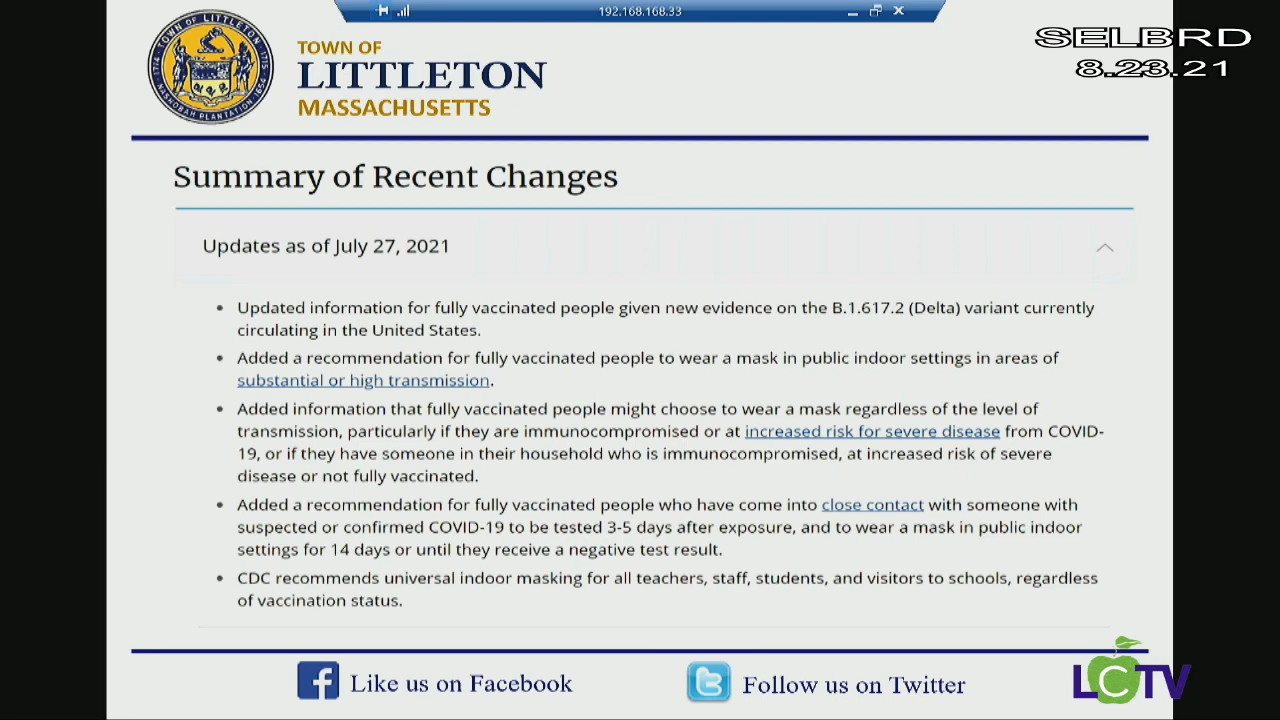 192.168.168.33
SELBRD
8.23.21
TOWN OF LITTLETON 1715
1714
NASHOBAH PLANTATION 1654
TOWN OF
LITTLETON
MASSACHUSETTS
Summary of Recent Changes
Updates as of July 27, 2021
• Updated information for fully vaccinated people given new evidence on the B.1.617.2 (Delta) variant currently
circulating in the United States.
• Added a recommendation for fully vaccinated people to wear a mask in public indoor settings in areas of
substantial or high transmission.
• Added information that fully vaccinated people might choose to wear a mask regardless of the level of
transmission, particularly if they are immunocompromised or at increased risk for severe disease from COVID-
19, or if they have someone in their household who is immunocompromised, at increased risk of severe
disease or not fully vaccinated.
• Added a recommendation for fully vaccinated people who have come into close contact with someone with
suspected or confirmed COVID-19 to be tested 3-5 days after exposure, and to wear a mask in public indoor
settings for 14 days or until they receive a negative test result.
• CDC recommends universal indoor masking for all teachers, staff, students, and visitors to schools, regardless
of vaccination status.
Like us on Facebook
Follow us on Twitter
LCTV